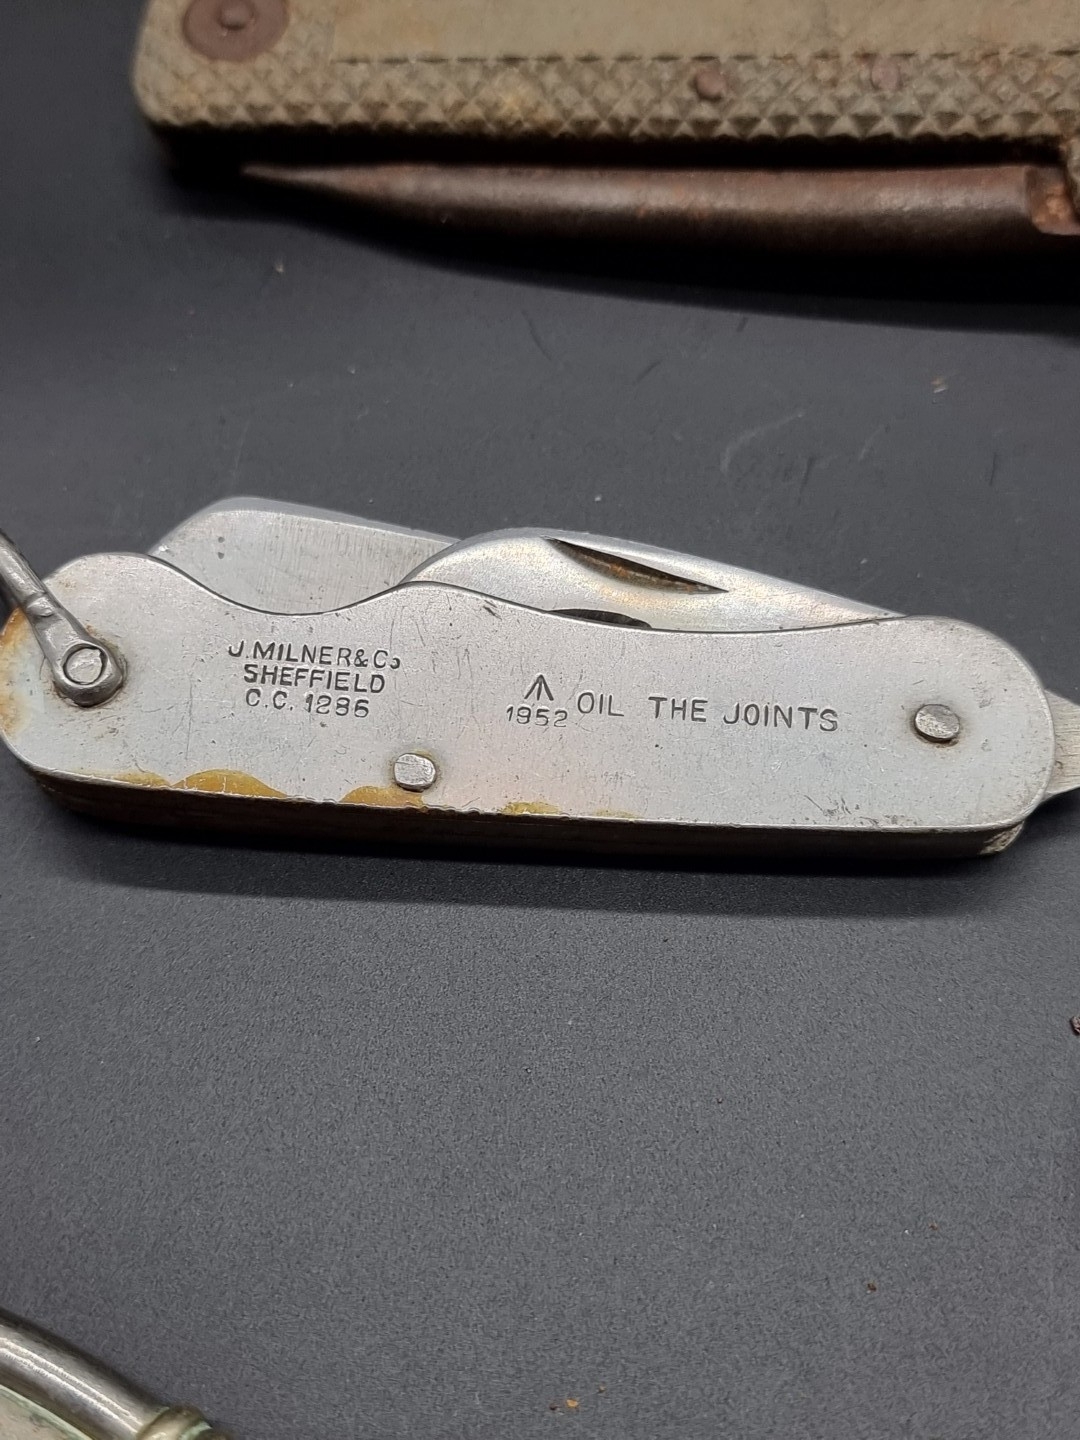 J. MILNER & Co
SHEFFIELD
C.C. 1286
1952 OIL THE JOINTS